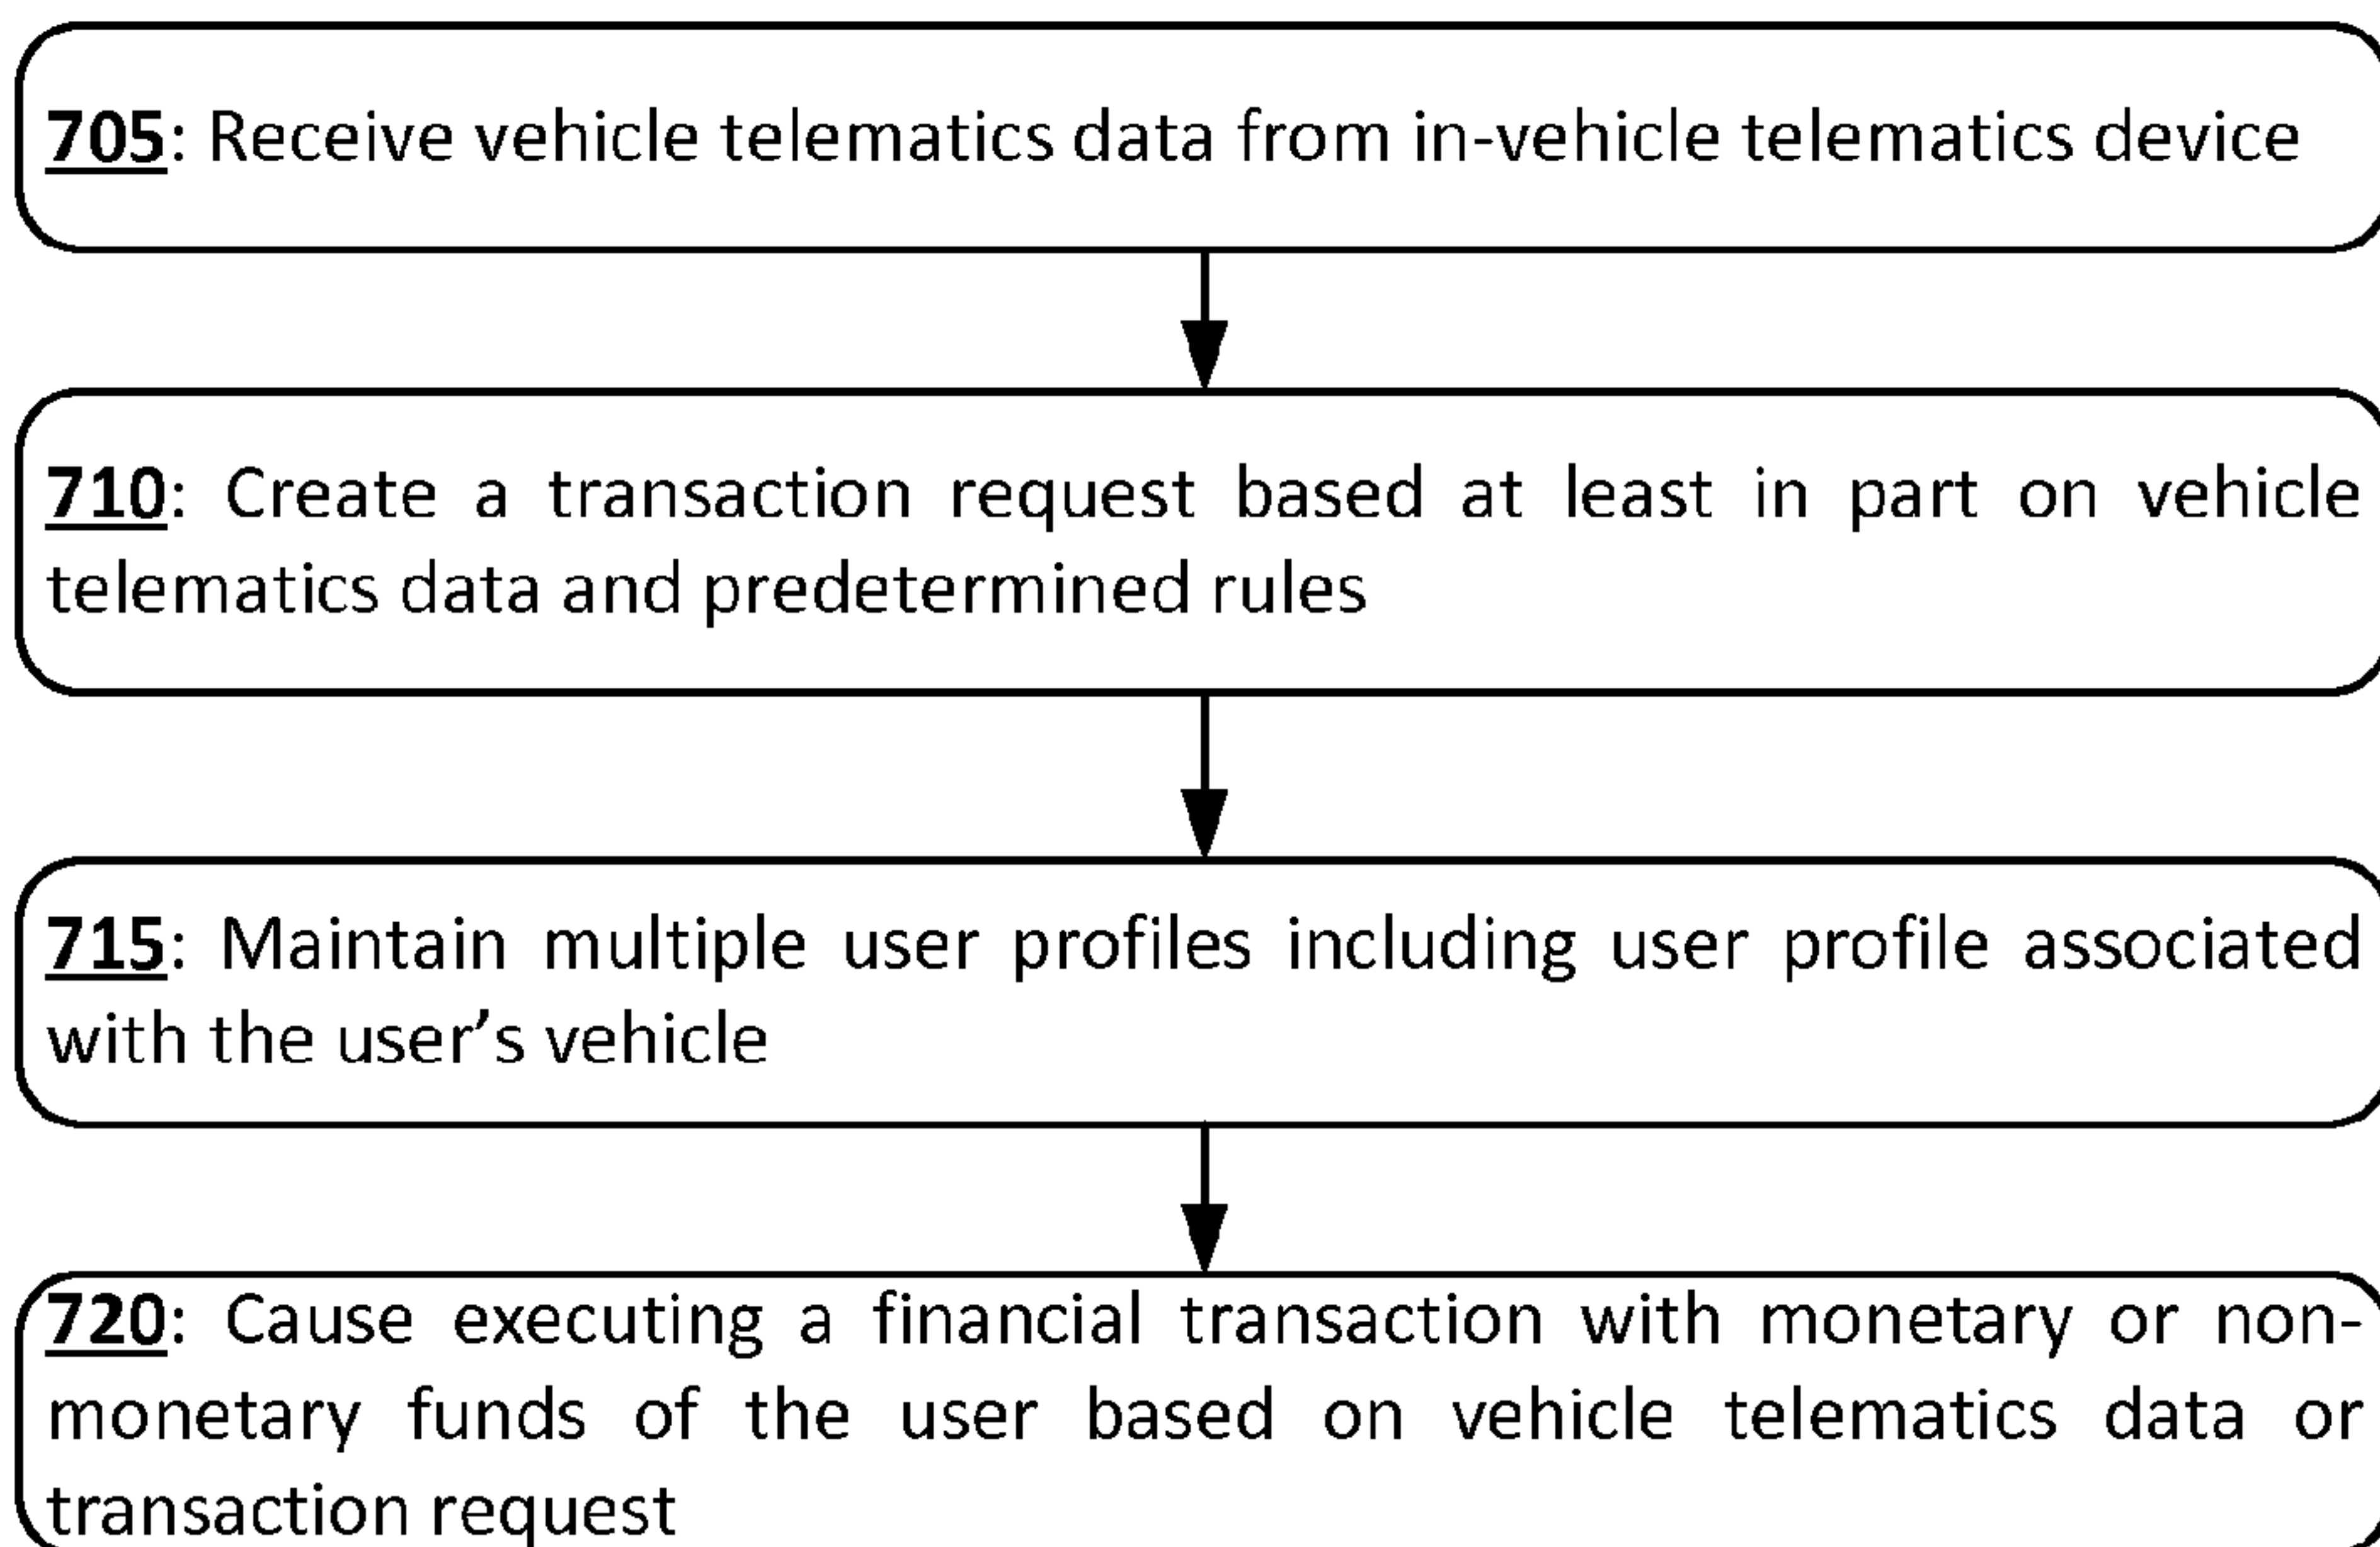 705: Receive vehicle telematics data from in-vehicle telematics device
710: Create a transaction request based at least in part on vehicle
telematics data and predetermined rules
715: Maintain multiple user profiles including user profile associated
with the user’s vehicle
720: Cause executing a financial transaction with monetary or non-
monetary funds of the user based on vehicle telematics data or
transaction request